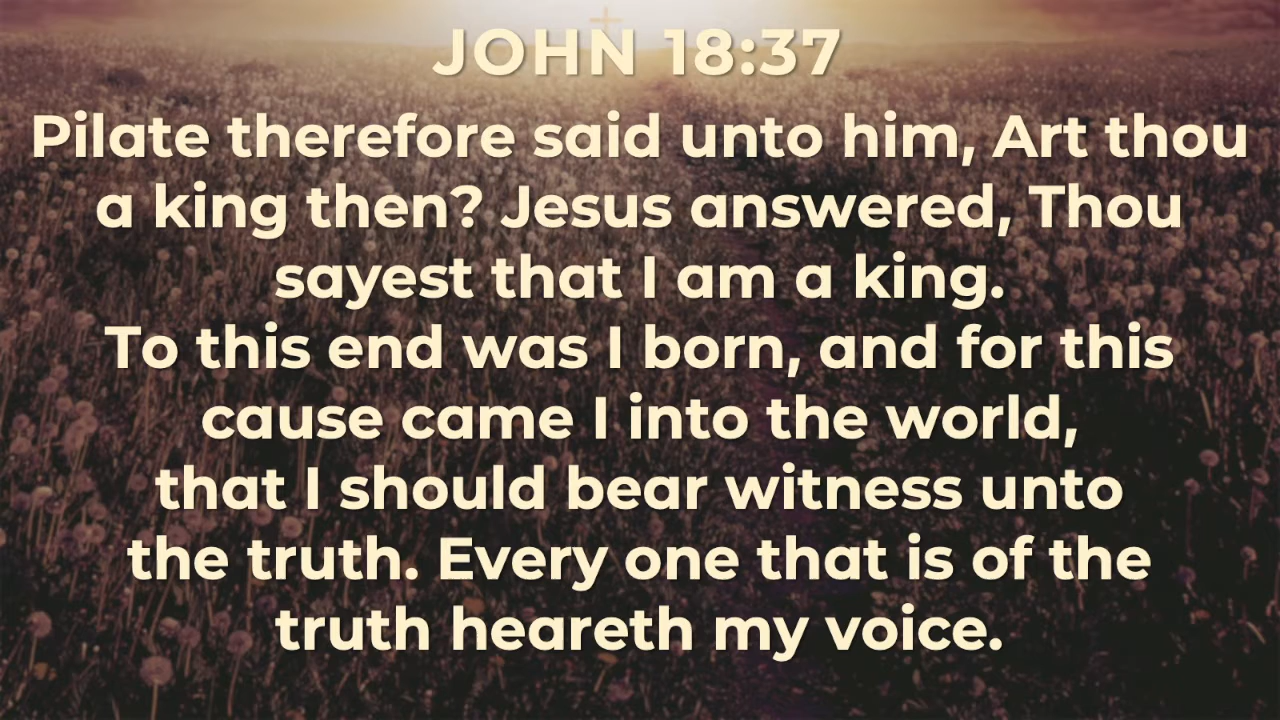 JOHN 18:37
Pilate therefore said unto him, Art thou
a king then? Jesus answered, Thou
sayest that I am a king.
To this end was I born, and for this
cause came I into the world,
that I should bear witness unto
the truth. Every one that is of the
truth heareth my voice.